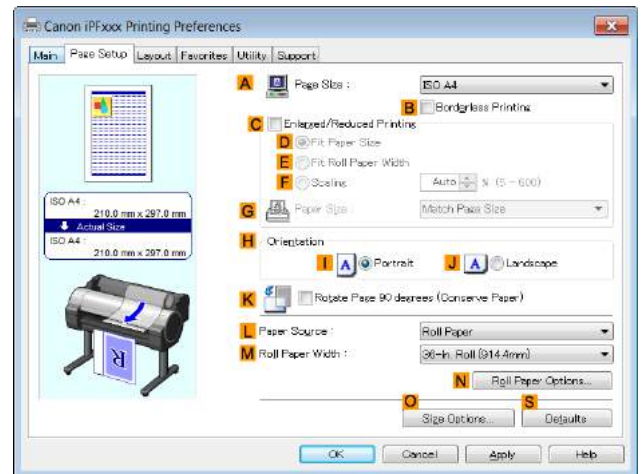 Canon iPFxxx Printing Preferences
Main Page Setup Layout Favorites Utility Support
A Page Size : ISO A4
B Borderless Printing
C Enlarged/Reduced Printing
D Fit Paper Size
E Fit Roll Paper Width
F Scaling Auto % (5 - 600)
G Paper Size : Match Page Size
ISO A4 :
210.0 mm x 297.0 mm
Actual Size
ISO A4 :
210.0 mm x 297.0 mm
H Orientation
I A Portrait J A Landscape
K Rotate Page 90 degrees (Conserve Paper)
L Paper Source : Roll Paper
M Roll Paper Width : 36-in. Roll (914.4mm)
R
N Roll Paper Options...
O S
Size Options... Defaults
OK Cancel Apply Help